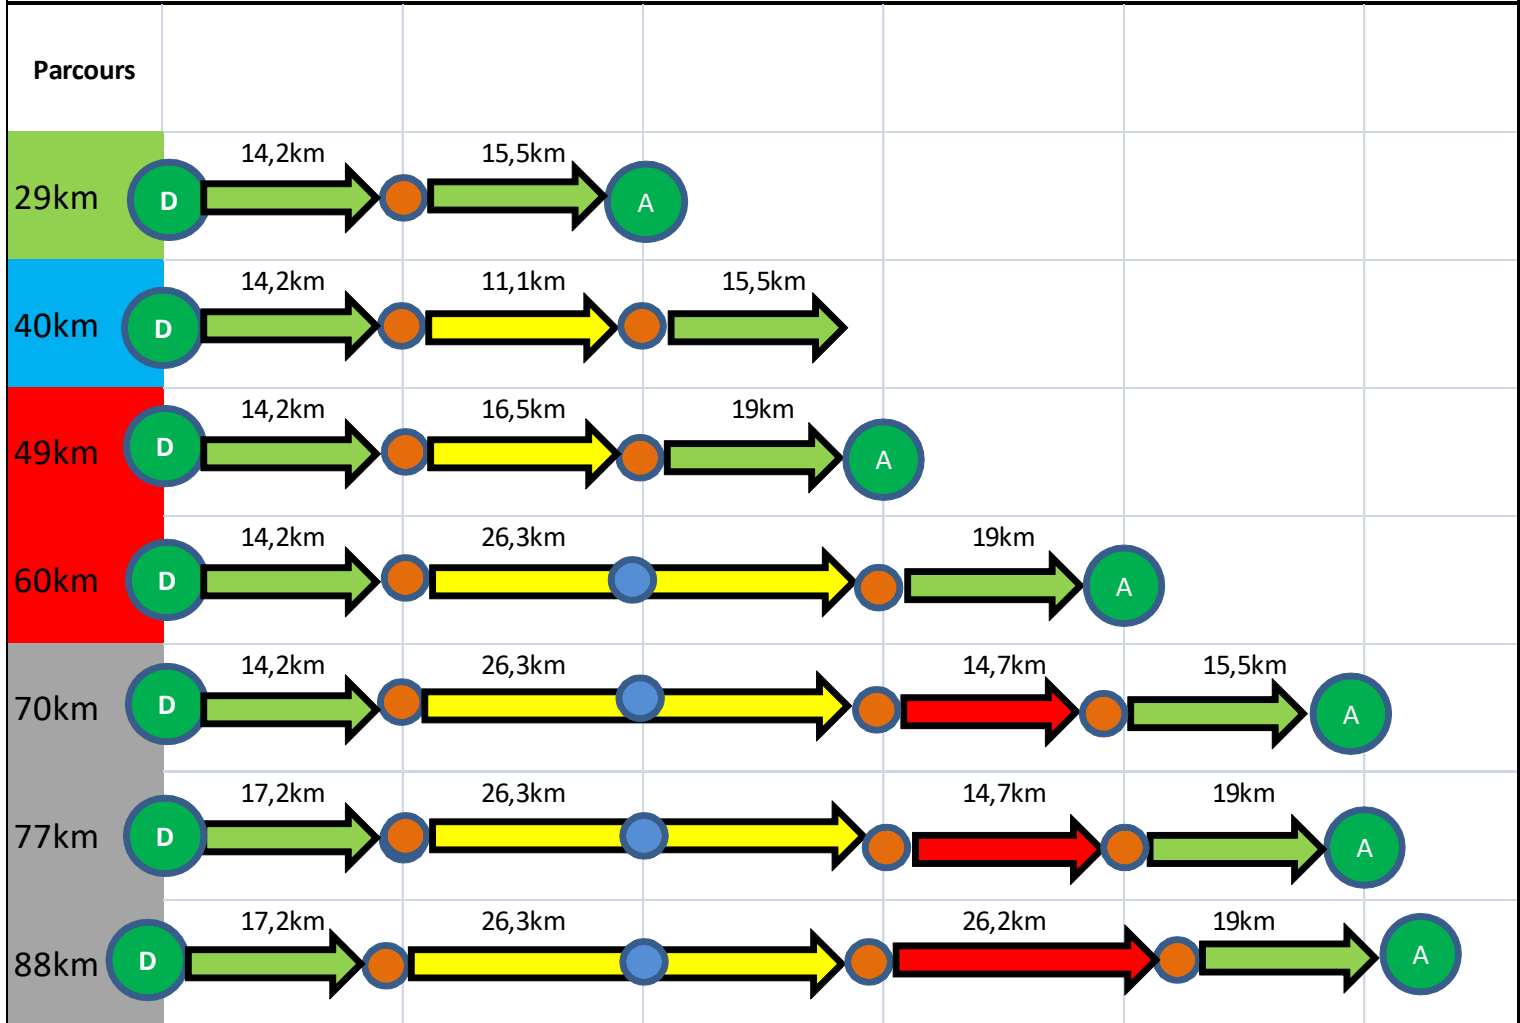 Parcours
14,2km 15,5km
29km D A
14,2km 11,1km 15,5km
40km D
14,2km 16,5km 19km
49km D A
14,2km 26,3km 19km
60km D A
14,2km 26,3km 14,7km 15,5km
70km D A
17,2km 26,3km 14,7km 19km
77km D A
17,2km 26,3km 26,2km 19km
88km D A